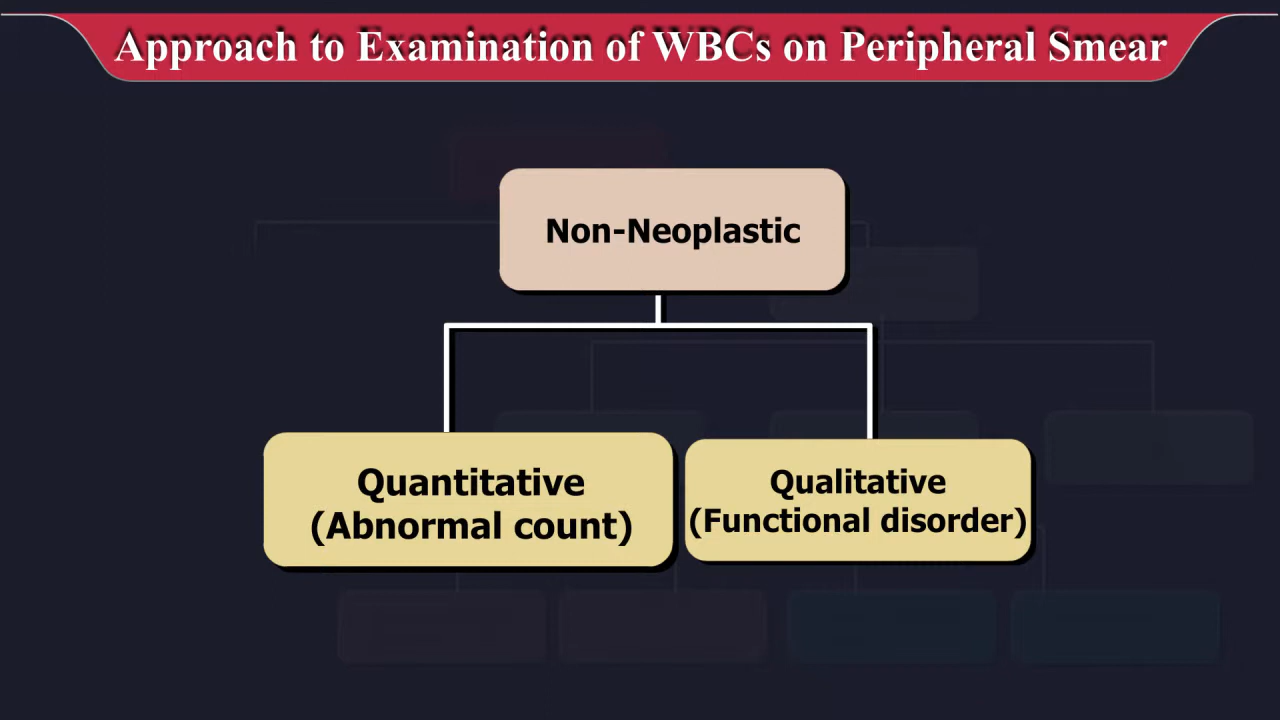 Approach to Examination of WBCs on Peripheral Smear
Non-Neoplastic
Quantitative
(Abnormal count)
Qualitative
(Functional disorder)